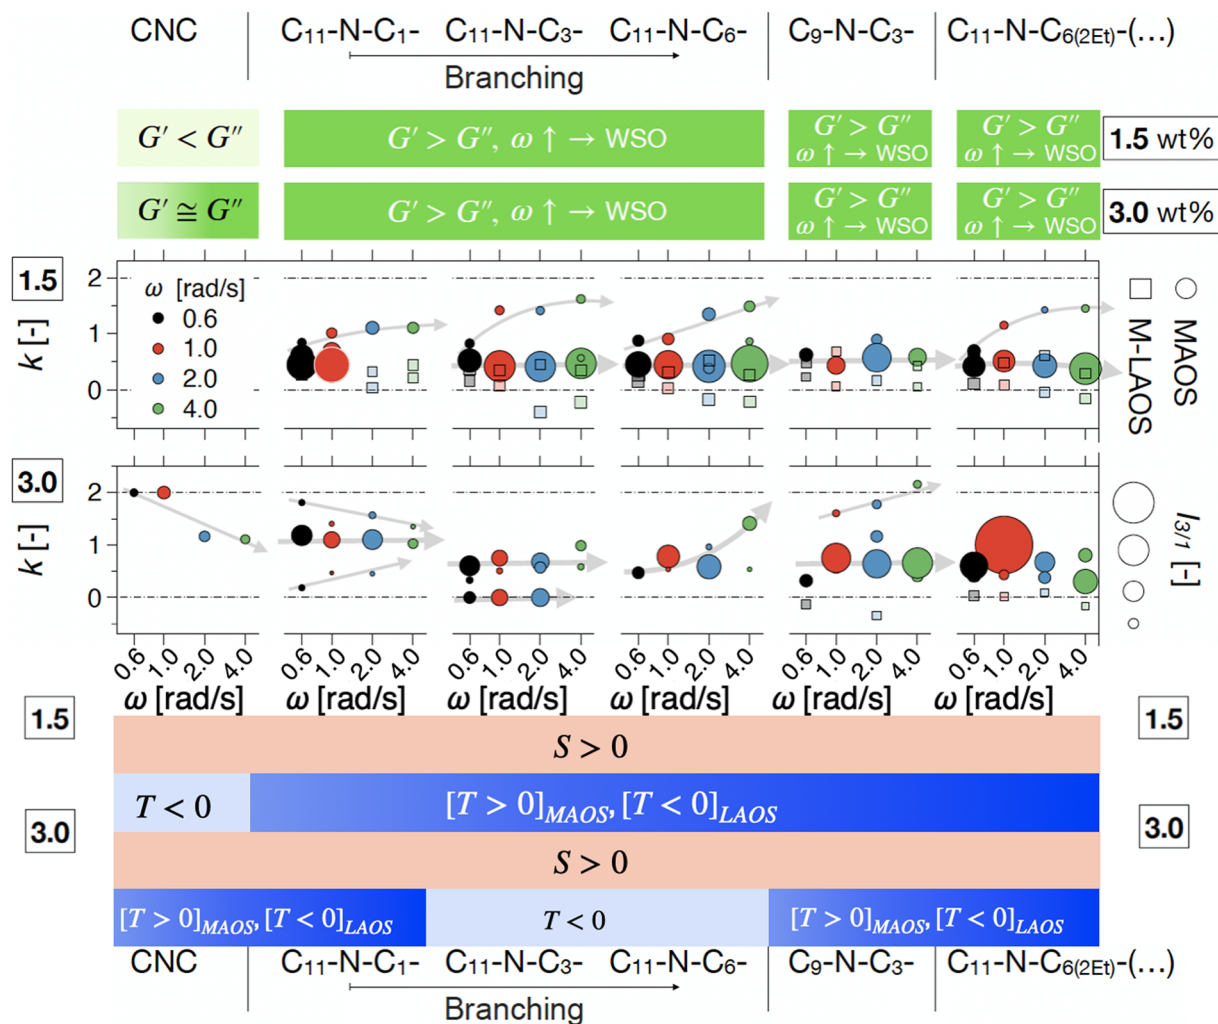 CNC C₁₁-N-C₁- C₁₁-N-C₃- C₁₁-N-C₆- C₉-N-C₃- C₁₁-N-C₆₍₂Et₎-(…)
Branching
G′ < G″ G′ > G″, ω ↑ → WSO G′ > G″ ω ↑ → WSO G′ > G″ ω ↑ → WSO 1.5 wt%
G′ ≅ G″ G′ > G″, ω ↑ → WSO G′ > G″ ω ↑ → WSO G′ > G″ ω ↑ → WSO 3.0 wt%
1.5
k [-]
2
1
0
ω [rad/s]
0.6
1.0
2.0
4.0
MAOS
M-LAOS
3.0
k [-]
2
1
0
I₃/₁ [-]
0.6 1.0 2.0 4.0 0.6 1.0 2.0 4.0 0.6 1.0 2.0 4.0 0.6 1.0 2.0 4.0 0.6 1.0 2.0 4.0 0.6 1.0 2.0 4.0
ω [rad/s] ω [rad/s] ω [rad/s] ω [rad/s] ω [rad/s] ω [rad/s]
1.5 S > 0 1.5
T < 0 [T > 0]MAOS, [T < 0]LAOS
3.0 S > 0 3.0
[T > 0]MAOS, [T < 0]LAOS T < 0 [T > 0]MAOS, [T < 0]LAOS
CNC C₁₁-N-C₁- C₁₁-N-C₃- C₁₁-N-C₆- C₉-N-C₃- C₁₁-N-C₆₍₂Et₎-(…)
Branching